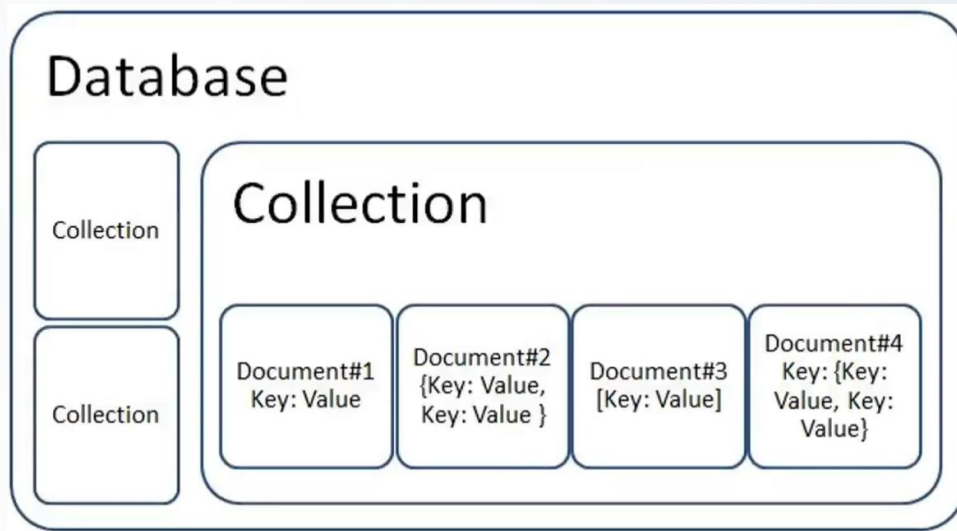 Database
Collection
Collection
Collection
Document#1
Key: Value
Document#2
{Key: Value,
Key: Value }
Document#3
[Key: Value]
Document#4
Key: {Key:
Value, Key:
Value}